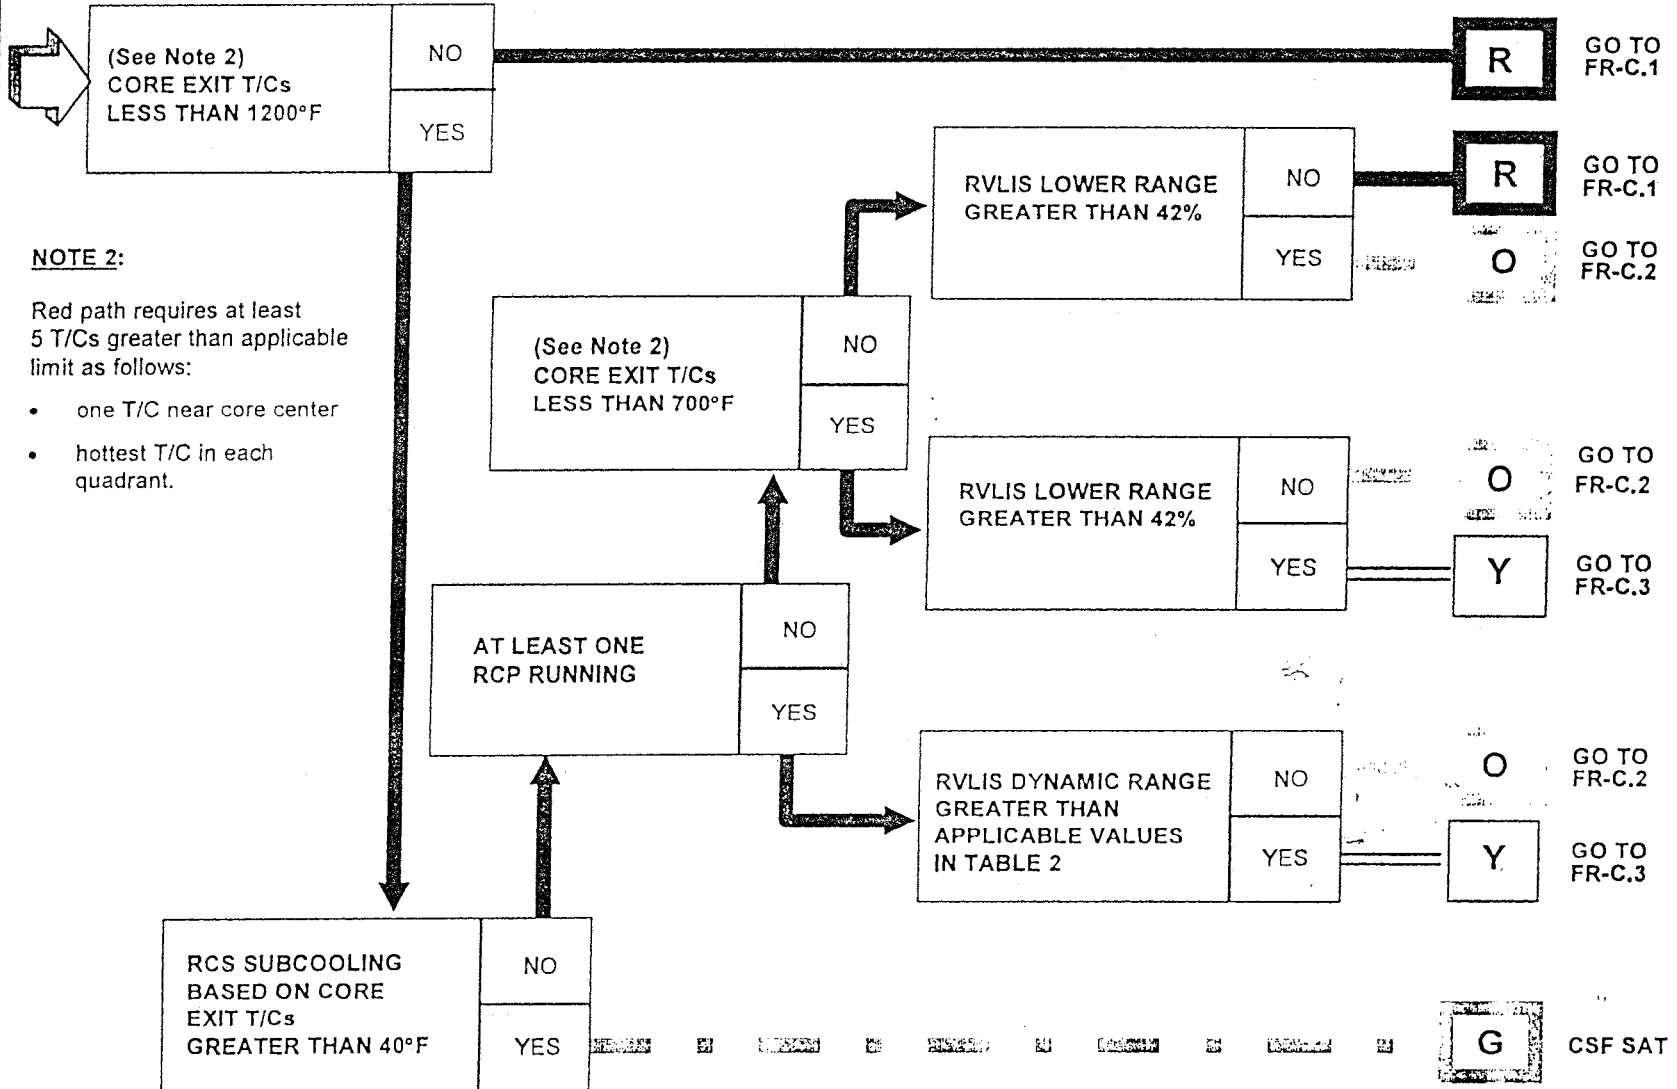 (See Note 2)
CORE EXIT T/Cs
LESS THAN 1200°F
NO
YES
R
GO TO
FR-C.1
RVLIS LOWER RANGE
GREATER THAN 42%
NO
YES
R
GO TO
FR-C.1
O
GO TO
FR-C.2
NOTE 2:
Red path requires at least
5 T/Cs greater than applicable
limit as follows:
• one T/C near core center
• hottest T/C in each
quadrant.
(See Note 2)
CORE EXIT T/Cs
LESS THAN 700°F
NO
YES
RVLIS LOWER RANGE
GREATER THAN 42%
NO
YES
O
GO TO
FR-C.2
Y
GO TO
FR-C.3
AT LEAST ONE
RCP RUNNING
NO
YES
RVLIS DYNAMIC RANGE
GREATER THAN
APPLICABLE VALUES
IN TABLE 2
NO
YES
O
GO TO
FR-C.2
Y
GO TO
FR-C.3
RCS SUBCOOLING
BASED ON CORE
EXIT T/Cs
GREATER THAN 40°F
NO
YES
G
CSF SAT